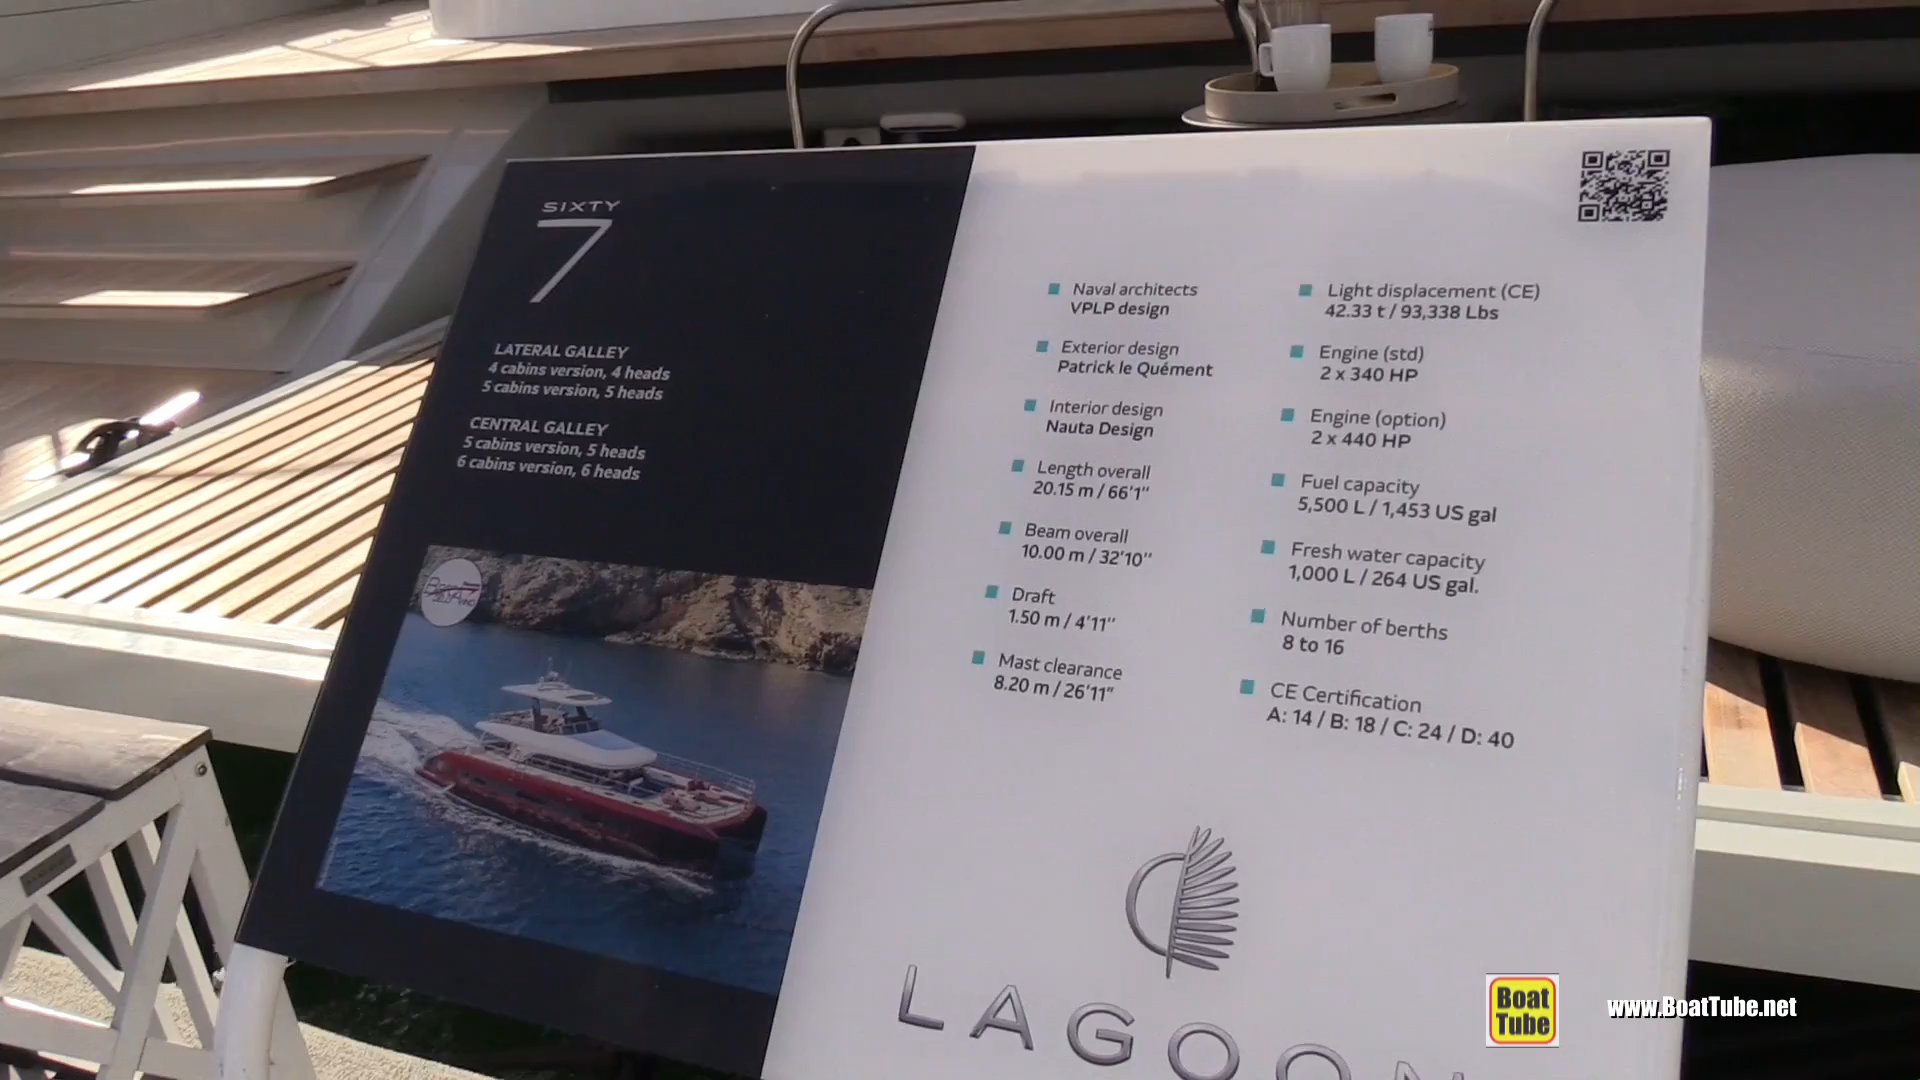 SIXTY
7
LATERAL GALLEY
4 cabins version, 4 heads
5 cabins version, 5 heads
CENTRAL GALLEY
5 cabins version, 5 heads
6 cabins version, 6 heads
Naval architects
VPLP design
Exterior design
Patrick le Quément
Interior design
Nauta Design
Length overall
20.15 m / 66'1"
Beam overall
10.00 m / 32'10''
Draft
1.50 m / 4'11''
Mast clearance
8.20 m / 26'11"
Light displacement (CE)
42.33 t / 93,338 Lbs
Engine (std)
2 x 340 HP
Engine (option)
2 x 440 HP
Fuel capacity
5,500 L / 1,453 US gal
Fresh water capacity
1,000 L / 264 US gal.
Number of berths
8 to 16
CE Certification
A: 14 / B: 18 / C: 24 / D: 40
LAGOON
Boat
Tube
www.BoatTube.net